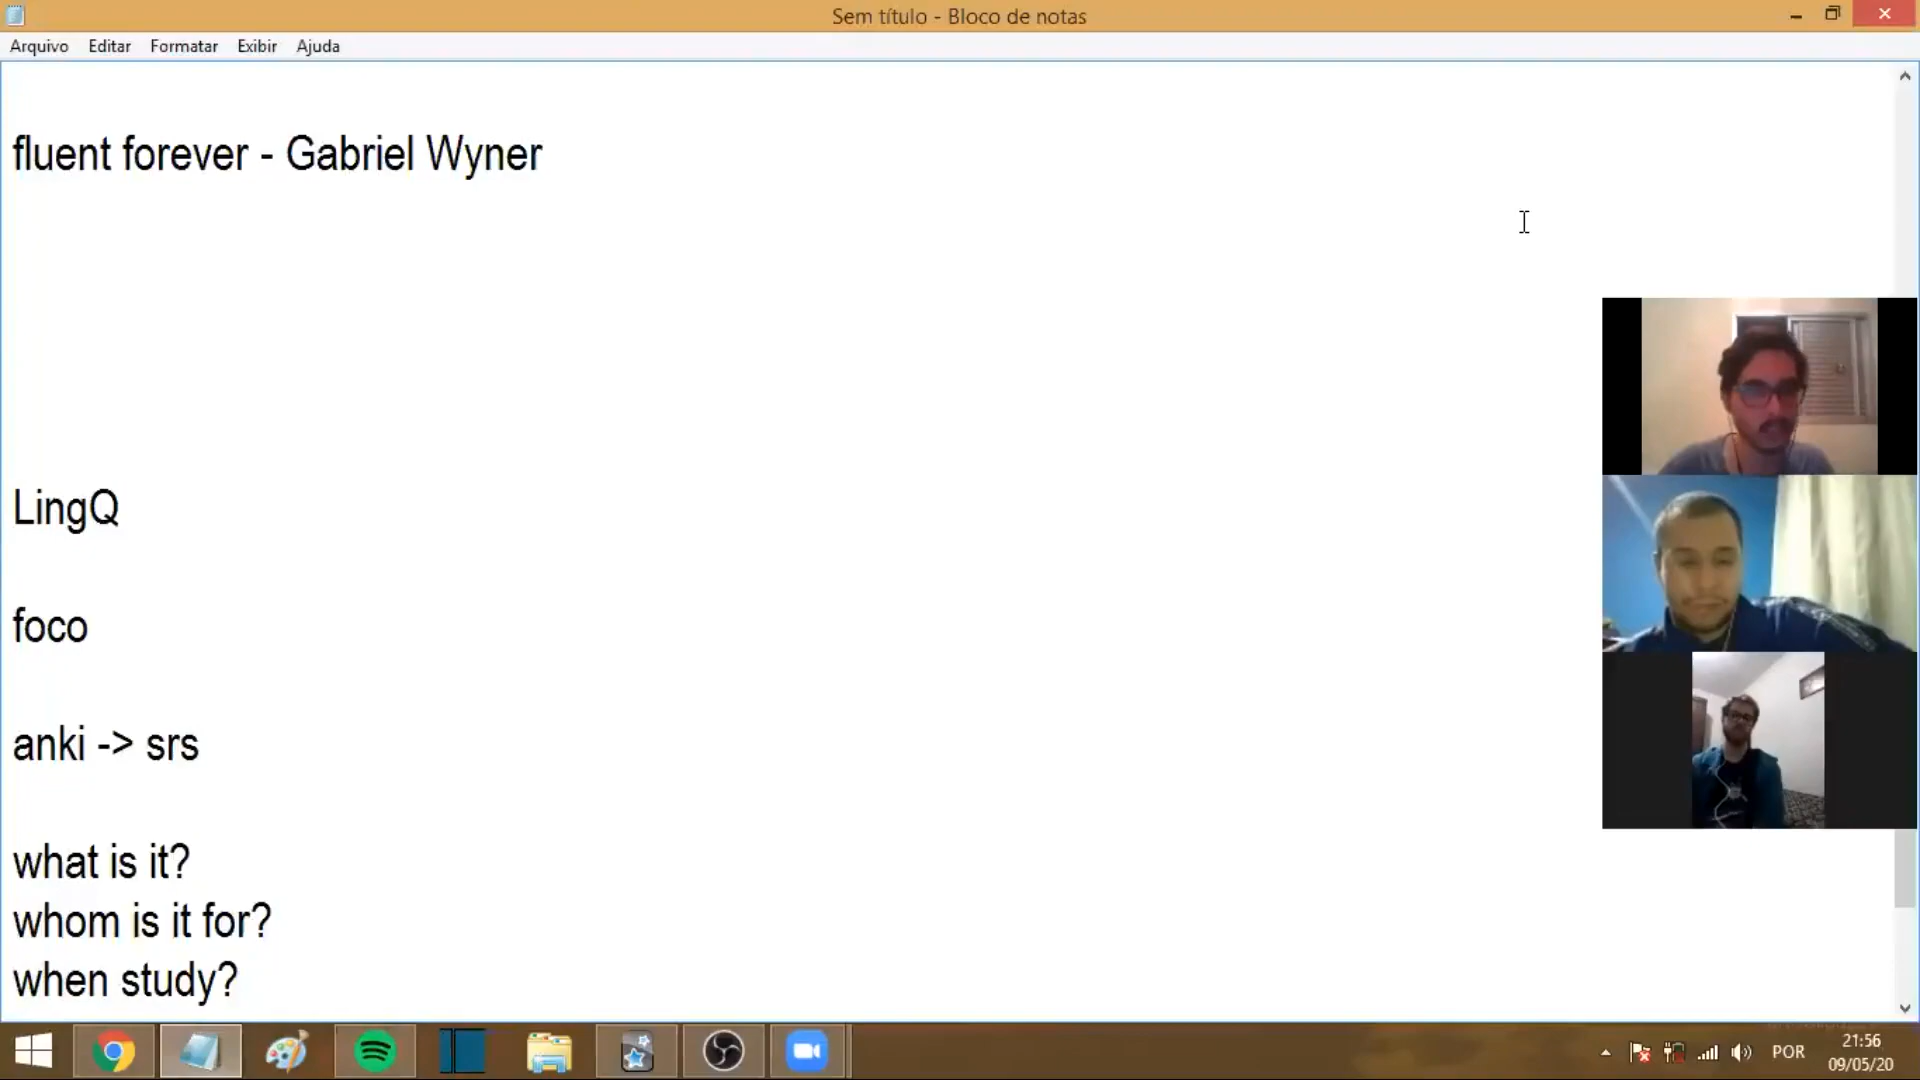 Sem título - Bloco de notas
Arquivo Editar Formatar Exibir Ajuda
fluent forever - Gabriel Wyner
LingQ
foco
anki -> srs
what is it?
whom is it for?
when study?
POR
21:56
09/05/20